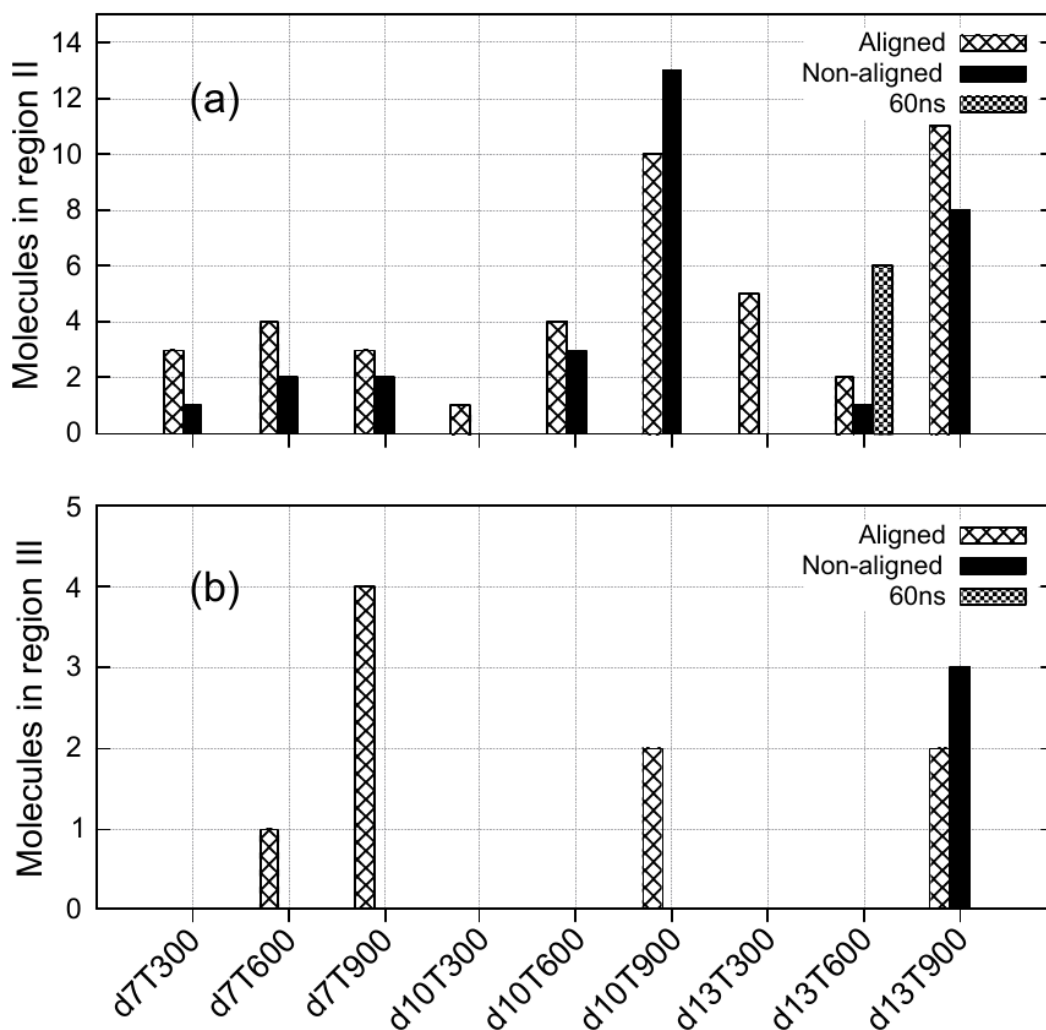 Molecules in region II
14
12
10
8
6
4
2
0
(a)
Aligned
Non-aligned
60ns
Molecules in region III
5
4
3
2
1
0
(b)
Aligned
Non-aligned
60ns
d7T300
d7T600
d7T900
d10T300
d10T600
d10T900
d13T300
d13T600
d13T900